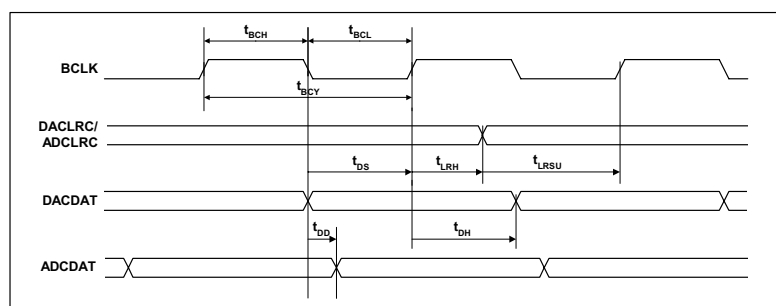 tBCH tBCL
BCLK
tBCY
DACLRC/
ADCLRC
tDS tLRH tLRSU
DACDAT
tDD tDH
ADCDAT